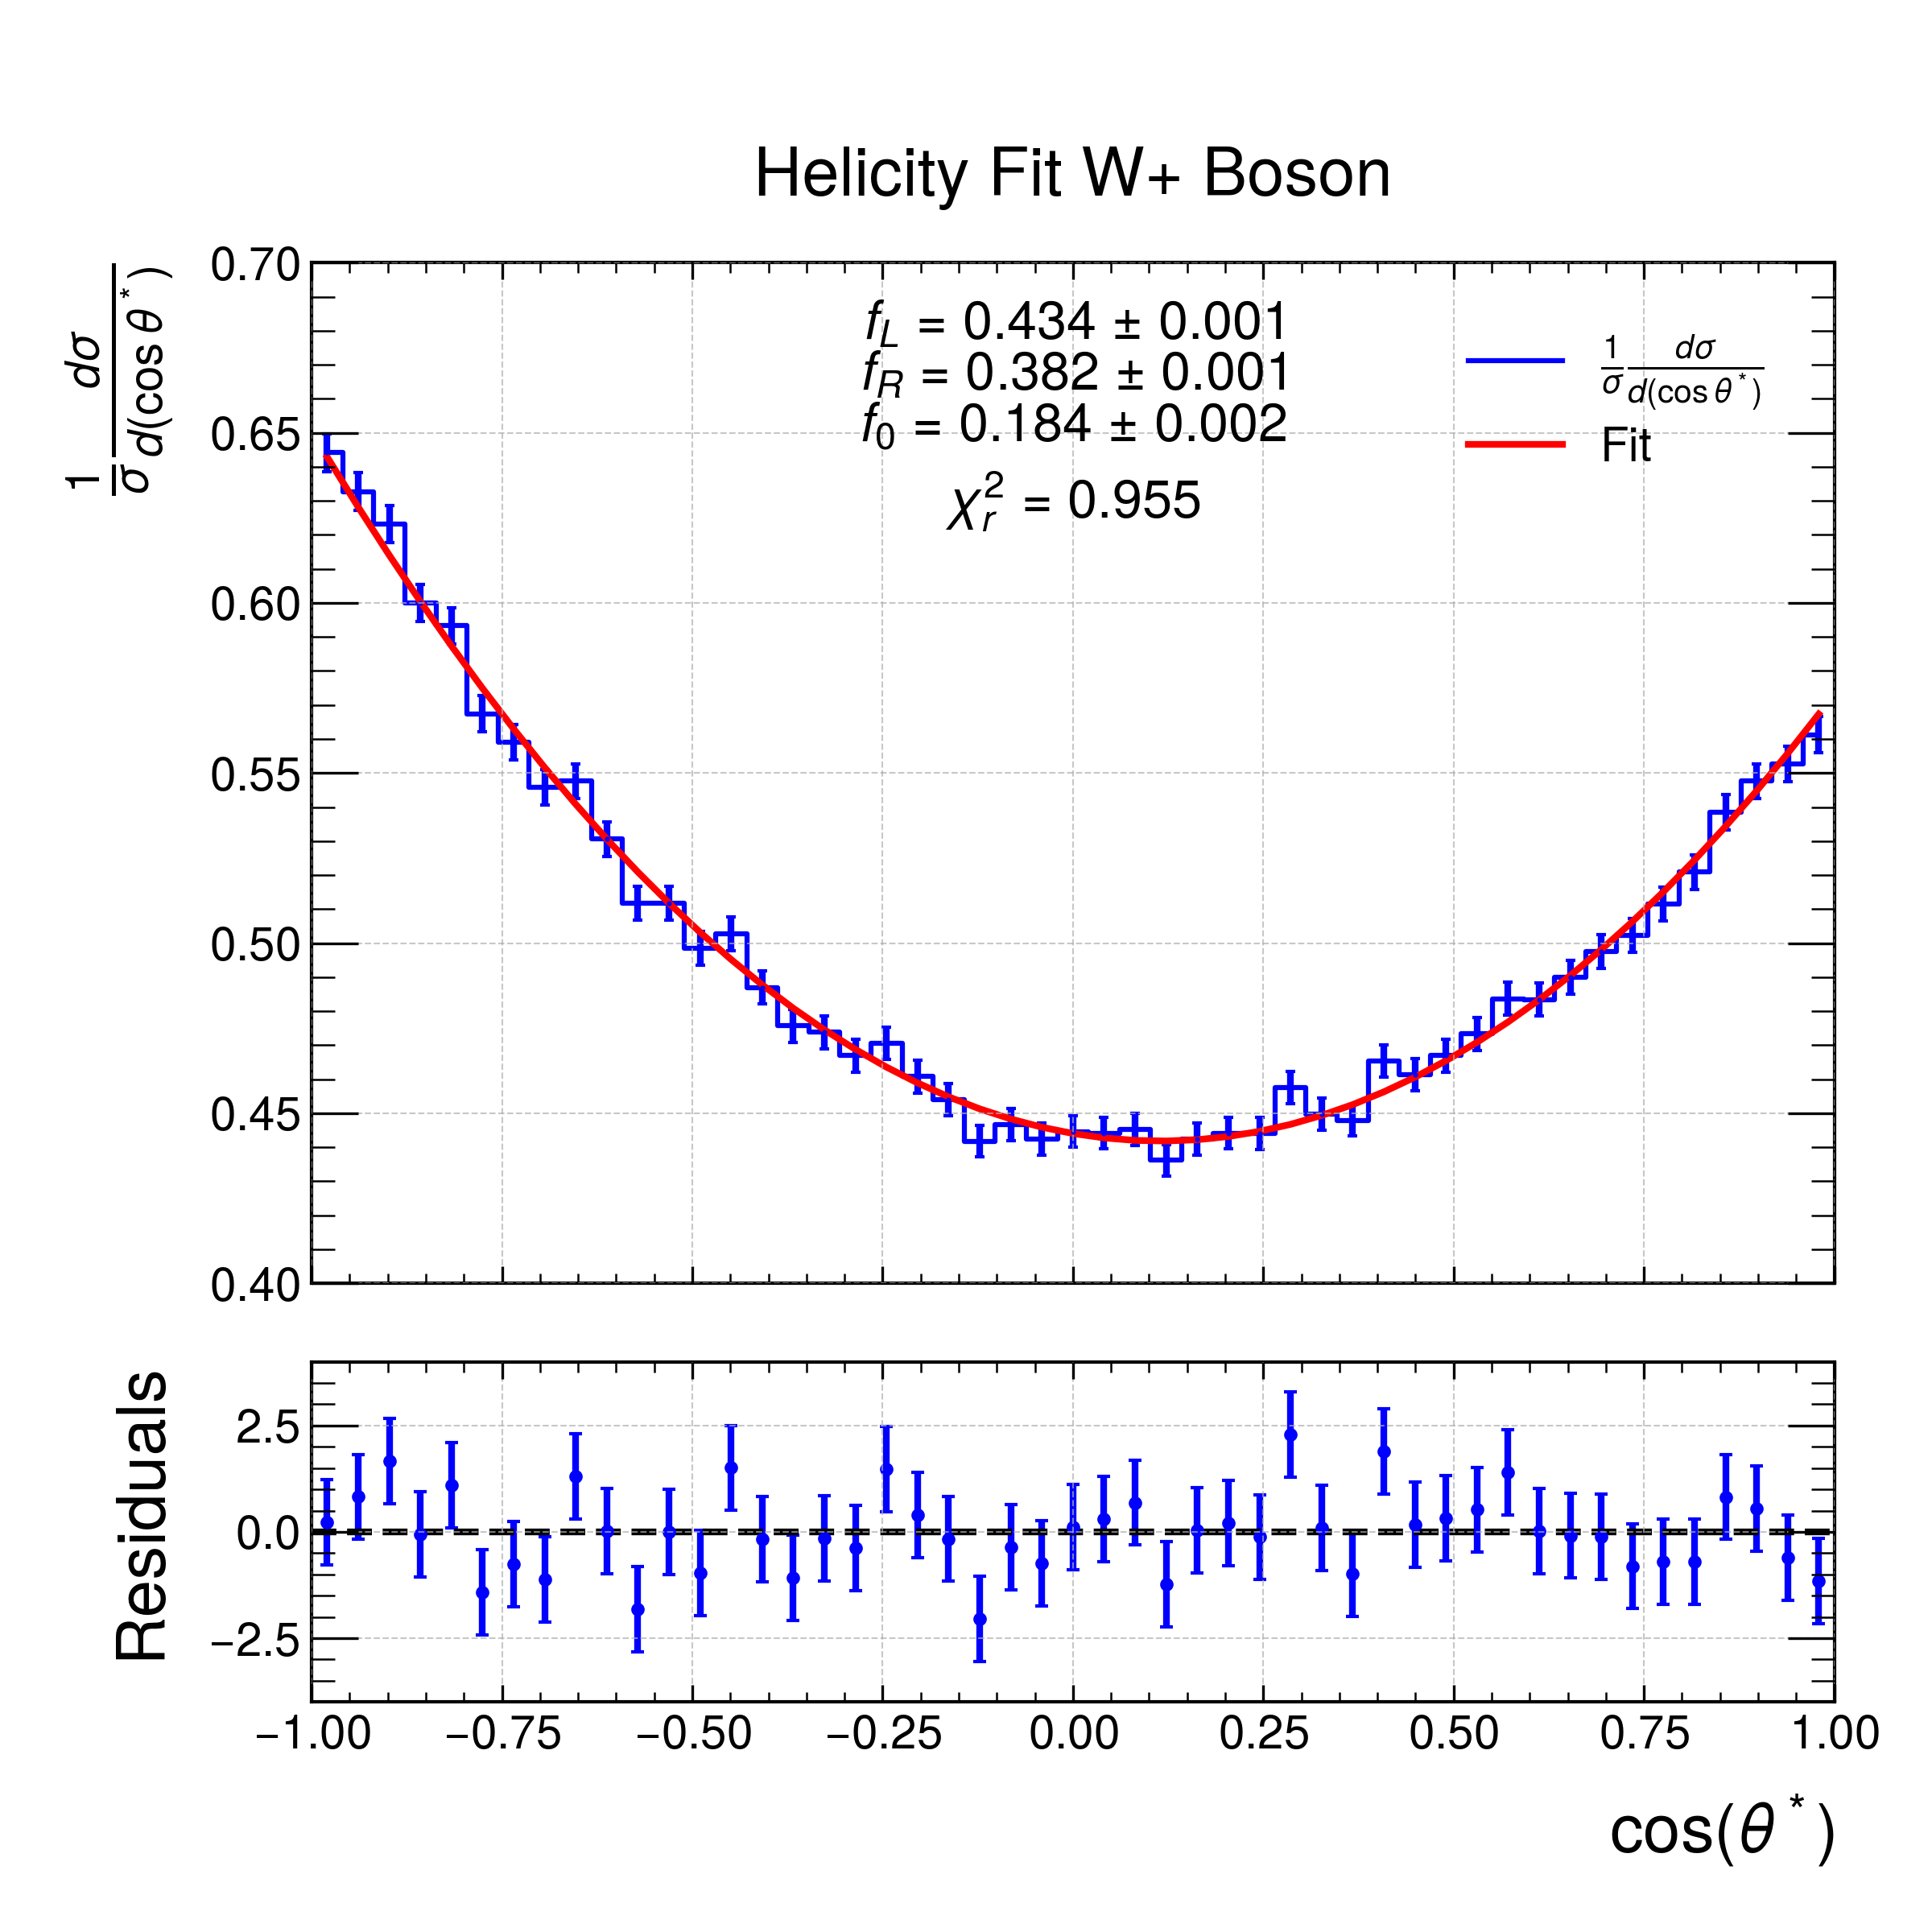 Helicity Fit W+ Boson
1/σ dσ/d(cos θ*)
0.70
0.65
0.60
0.55
0.50
0.45
0.40
f_L = 0.434 ± 0.001
f_R = 0.382 ± 0.001
f_0 = 0.184 ± 0.002
χ²_r = 0.955
1/σ dσ/d(cos θ*)
Fit
Residuals
2.5
0.0
−2.5
−1.00 −0.75 −0.50 −0.25 0.00 0.25 0.50 0.75 1.00
cos(θ*)